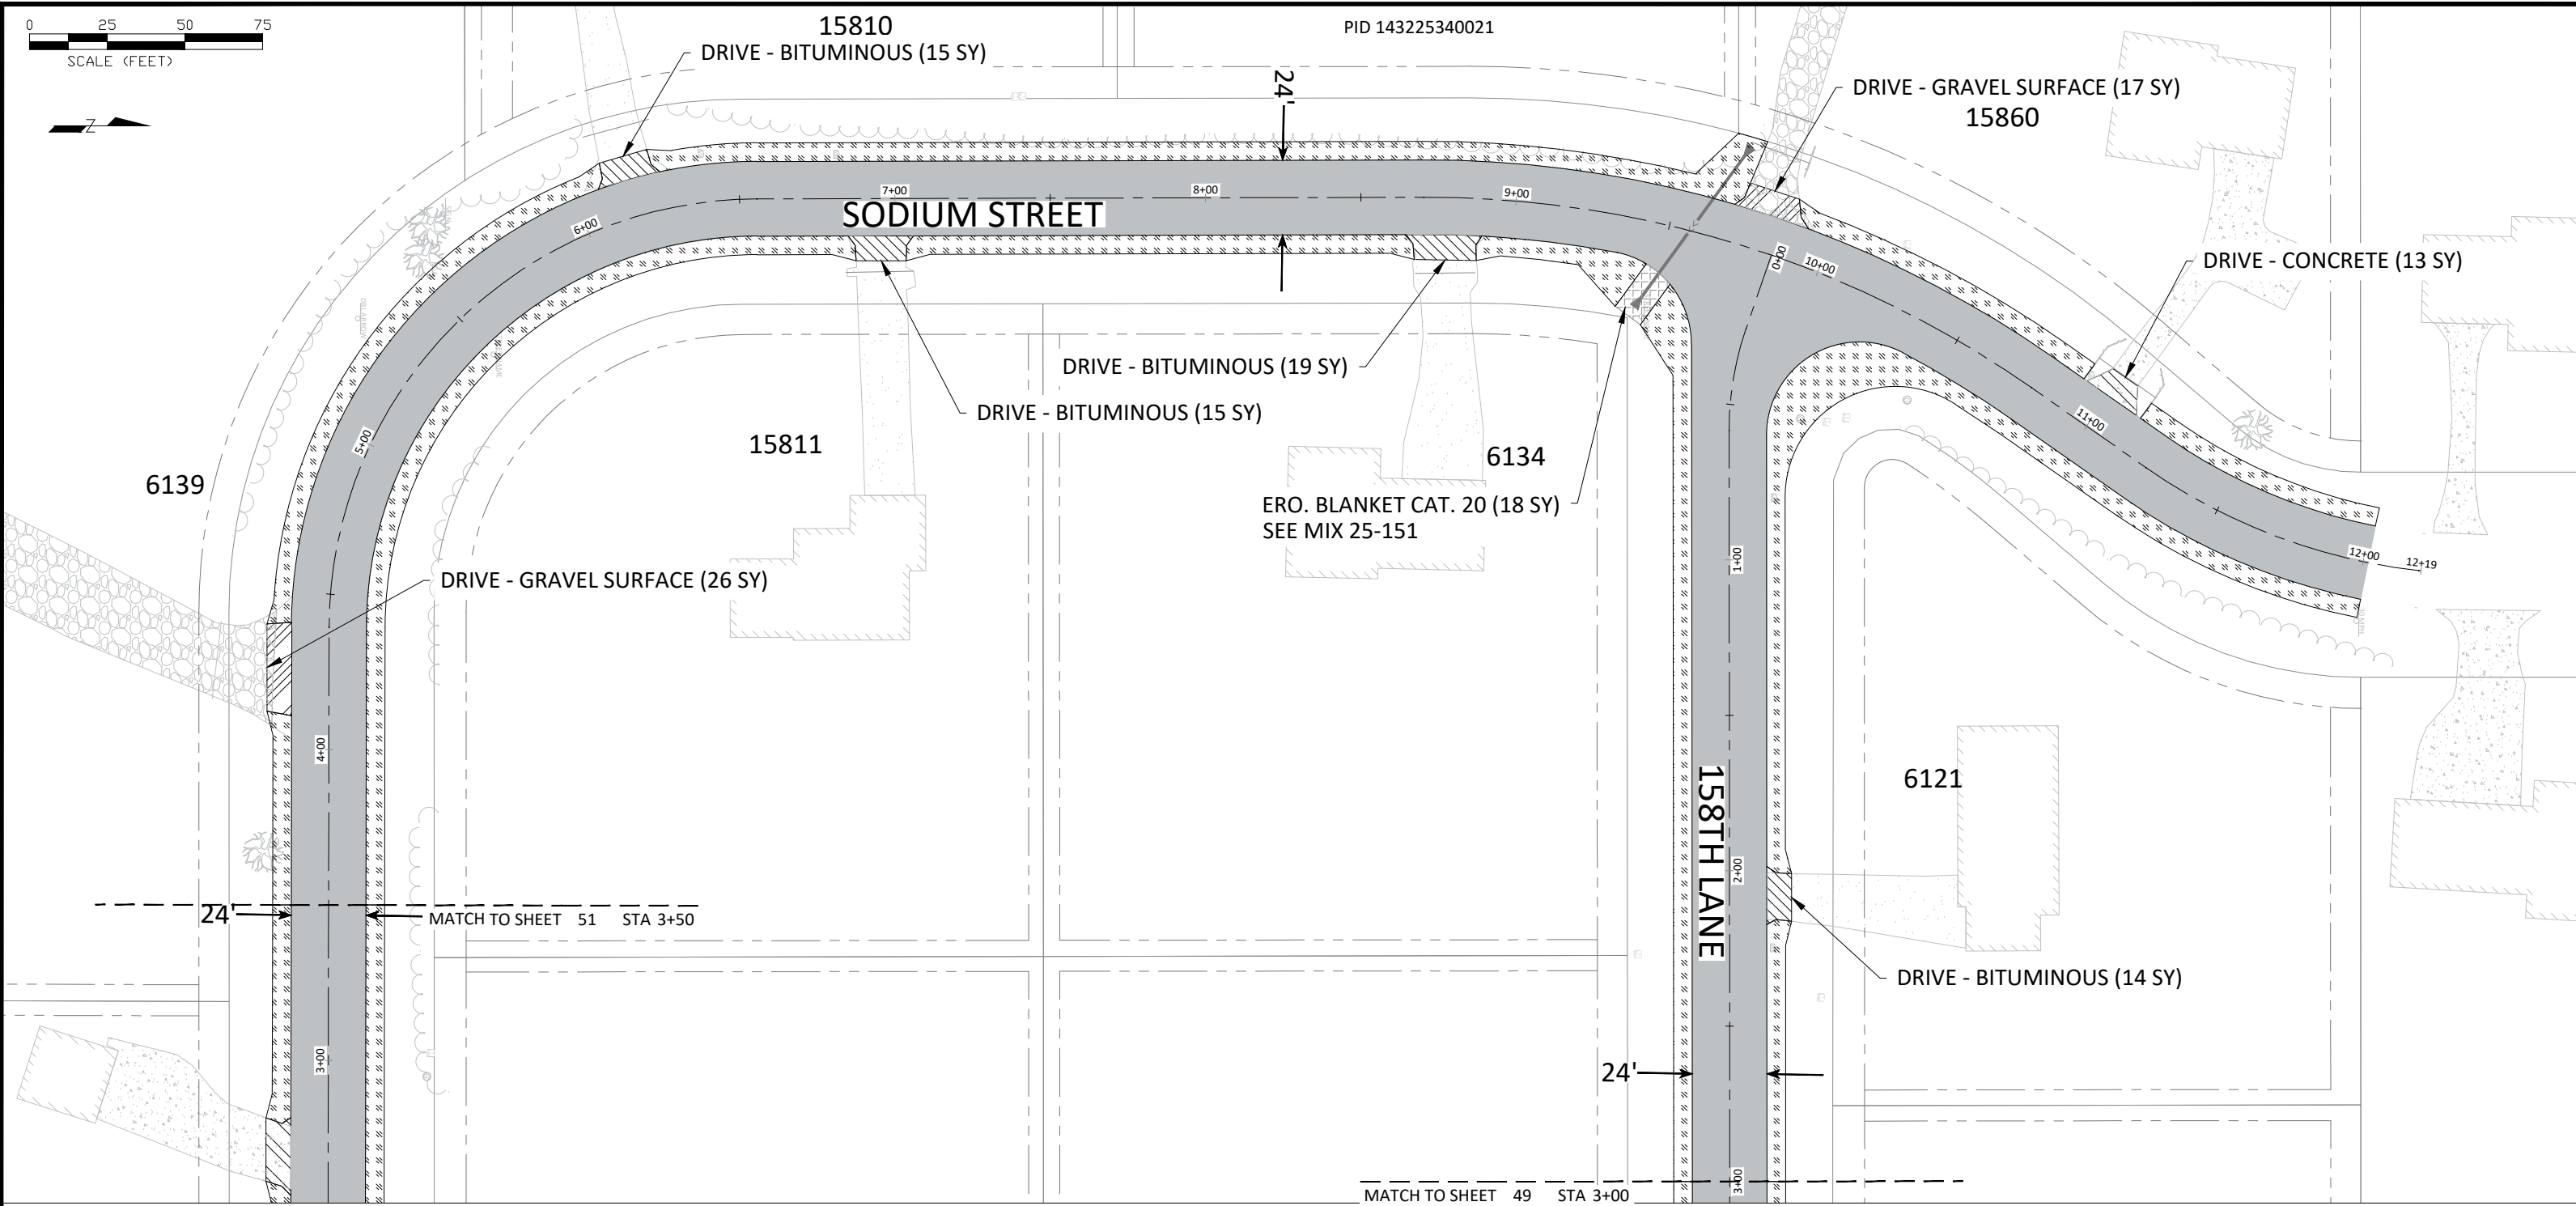 0 25 50 75
SCALE (FEET)
Z
15810
DRIVE - BITUMINOUS (15 SY)
PID 143225340021
24'
DRIVE - GRAVEL SURFACE (17 SY)
15860
7+00
8+00
9+00
SODIUM STREET
6+00
0+00
10+00
DRIVE - CONCRETE (13 SY)
DRIVE - BITUMINOUS (19 SY)
DRIVE - BITUMINOUS (15 SY)
11+00
5+00
15811
6134
6139
ERO. BLANKET CAT. 20 (18 SY)
SEE MIX 25-151
1+00
12+00
12+19
DRIVE - GRAVEL SURFACE (26 SY)
4+00
158TH LANE
6121
2+00
24'
MATCH TO SHEET 51 STA 3+50
DRIVE - BITUMINOUS (14 SY)
3+00
24'
3+00
MATCH TO SHEET 49 STA 3+00